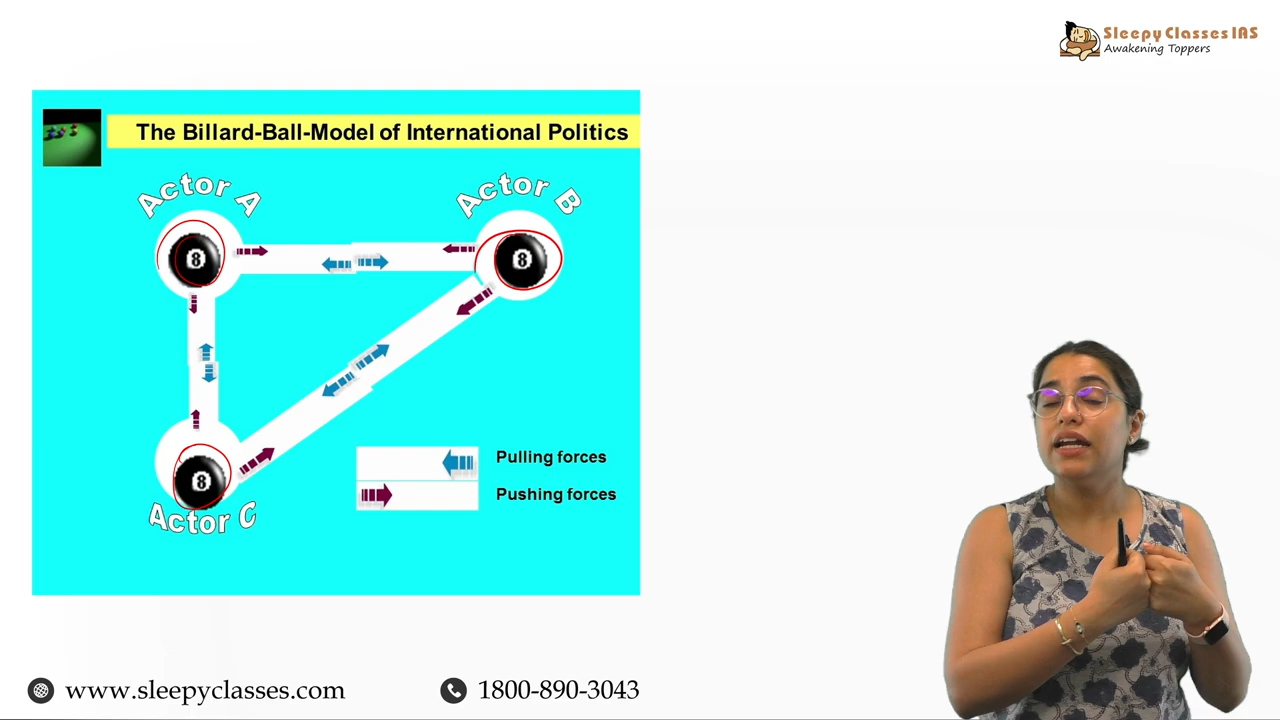 Sleepy Classes IAS
Awakening Toppers
The Billard-Ball-Model of International Politics
Actor A
Actor B
8
8
8
Actor C
Pulling forces
Pushing forces
www.sleepyclasses.com
1800-890-3043